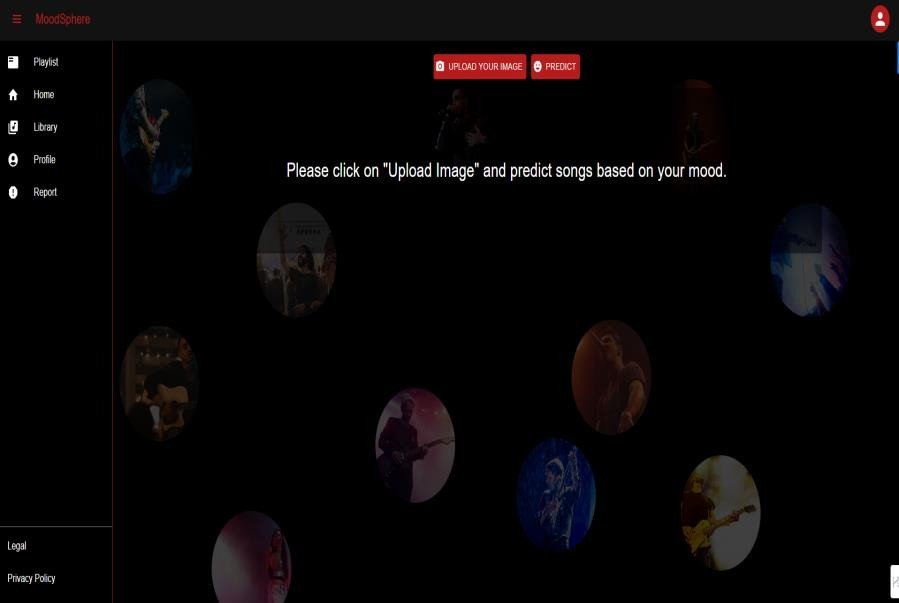 MoodSphere
Playlist
Home
Library
Profile
Report
UPLOAD YOUR IMAGE
PREDICT
Please click on "Upload Image" and predict songs based on your mood.
Legal
Privacy Policy